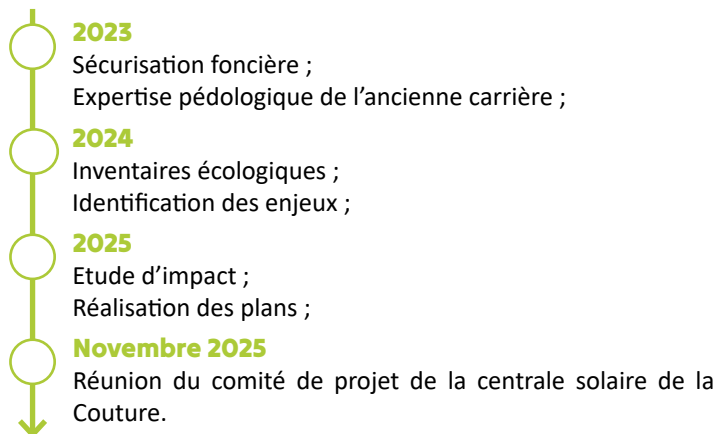 2023
Sécurisation foncière ;
Expertise pédologique de l’ancienne carrière ;
2024
Inventaires écologiques ;
Identification des enjeux ;
2025
Etude d’impact ;
Réalisation des plans ;
Novembre 2025
Réunion du comité de projet de la centrale solaire de la
Couture.